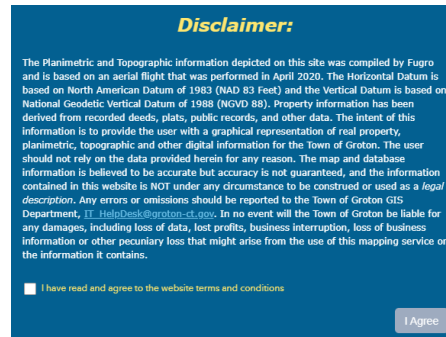 Disclaimer:
The Planimetric and Topographic information depicted on this site was compiled by Fugro
and is based on an aerial flight that was performed in April 2020. The Horizontal Datum is
based on North American Datum of 1983 (NAD 83 Feet) and the Vertical Datum is based on
National Geodetic Vertical Datum of 1988 (NGVD 88). Property information has been
derived from recorded deeds, plats, public records, and other data. The intent of this
information is to provide the user with a graphical representation of real property,
planimetric, topographic and other digital information for the Town of Groton. The user
should not rely on the data provided herein for any reason. The map and database
information is believed to be accurate but accuracy is not guaranteed, and the information
contained in this website is NOT under any circumstance to be construed or used as a legal
description. Any errors or omissions should be reported to the Town of Groton GIS
Department, IT_HelpDesk@groton-ct.gov. In no event will the Town of Groton be liable for
any damages, including loss of data, lost profits, business interruption, loss of business
information or other pecuniary loss that might arise from the use of this mapping service or
the information it contains.
I have read and agree to the website terms and conditions
I Agree